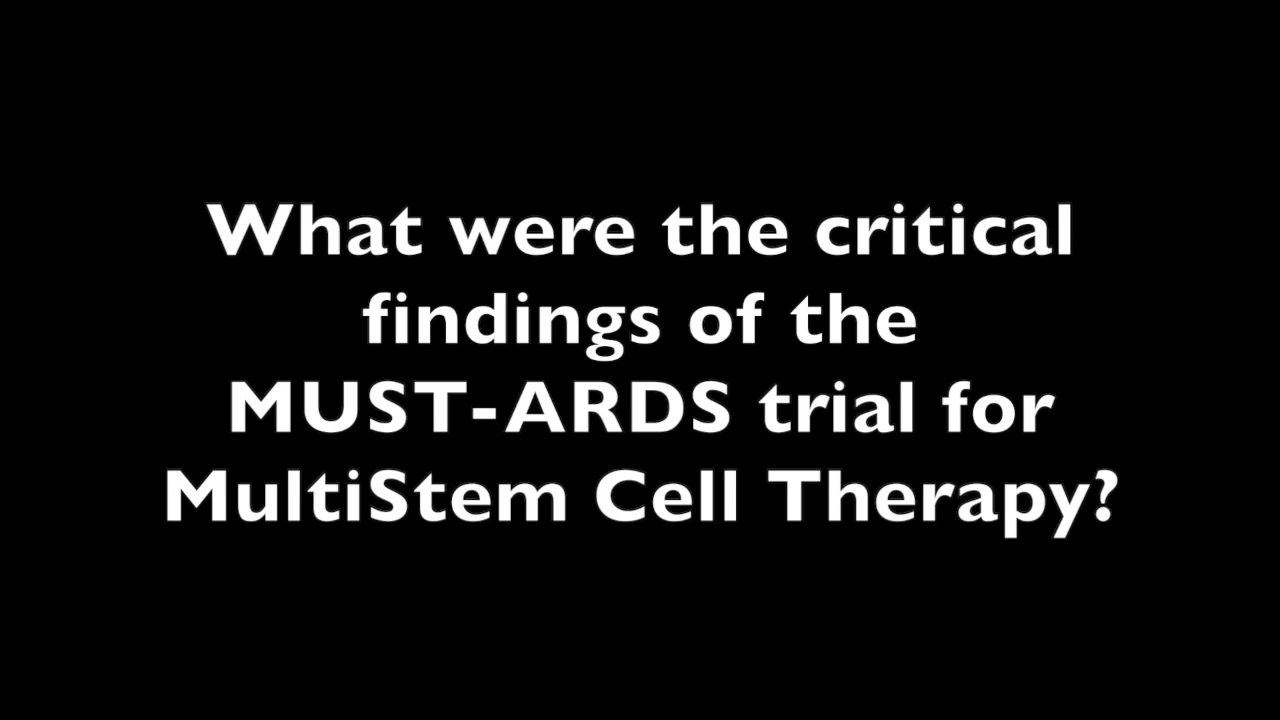 What were the critical
findings of the
MUST-ARDS trial for
MultiStem Cell Therapy?